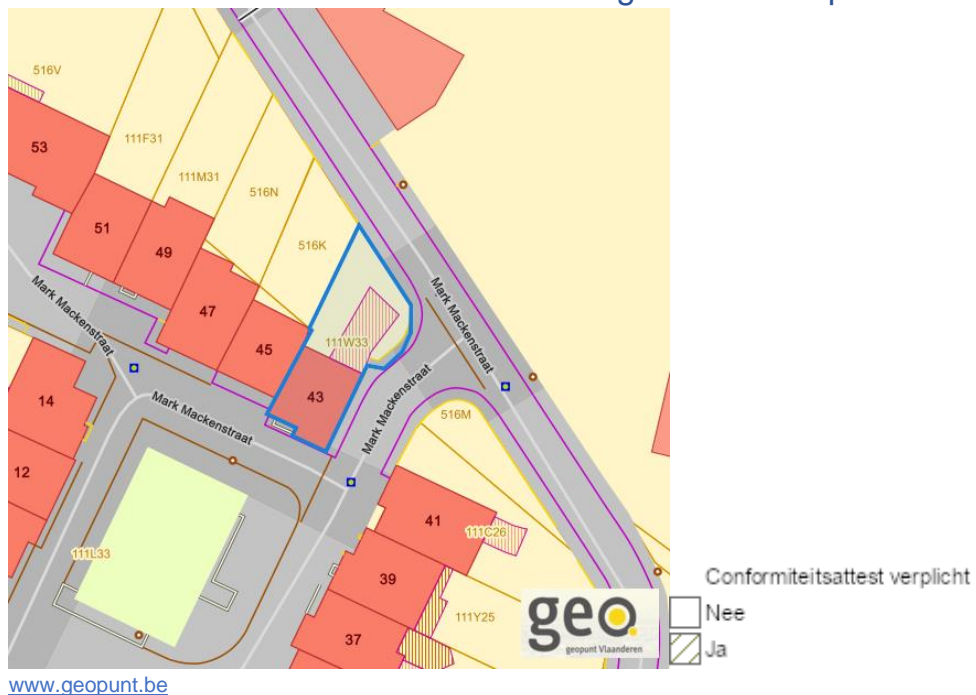 516V
53
111F31
111M31
516N
51
49
516K
Mark Mackenstraat
47
Mark Mackenstraat
45
111W33
43
Mark Mackenstraat
14
Mark Mackenstraat
516M
12
41
111C26
111L33
39
111Y25
37
geo.
geopunt Vlaanderen
Conformiteitsattest verplicht
Nee
Ja
www.geopunt.be